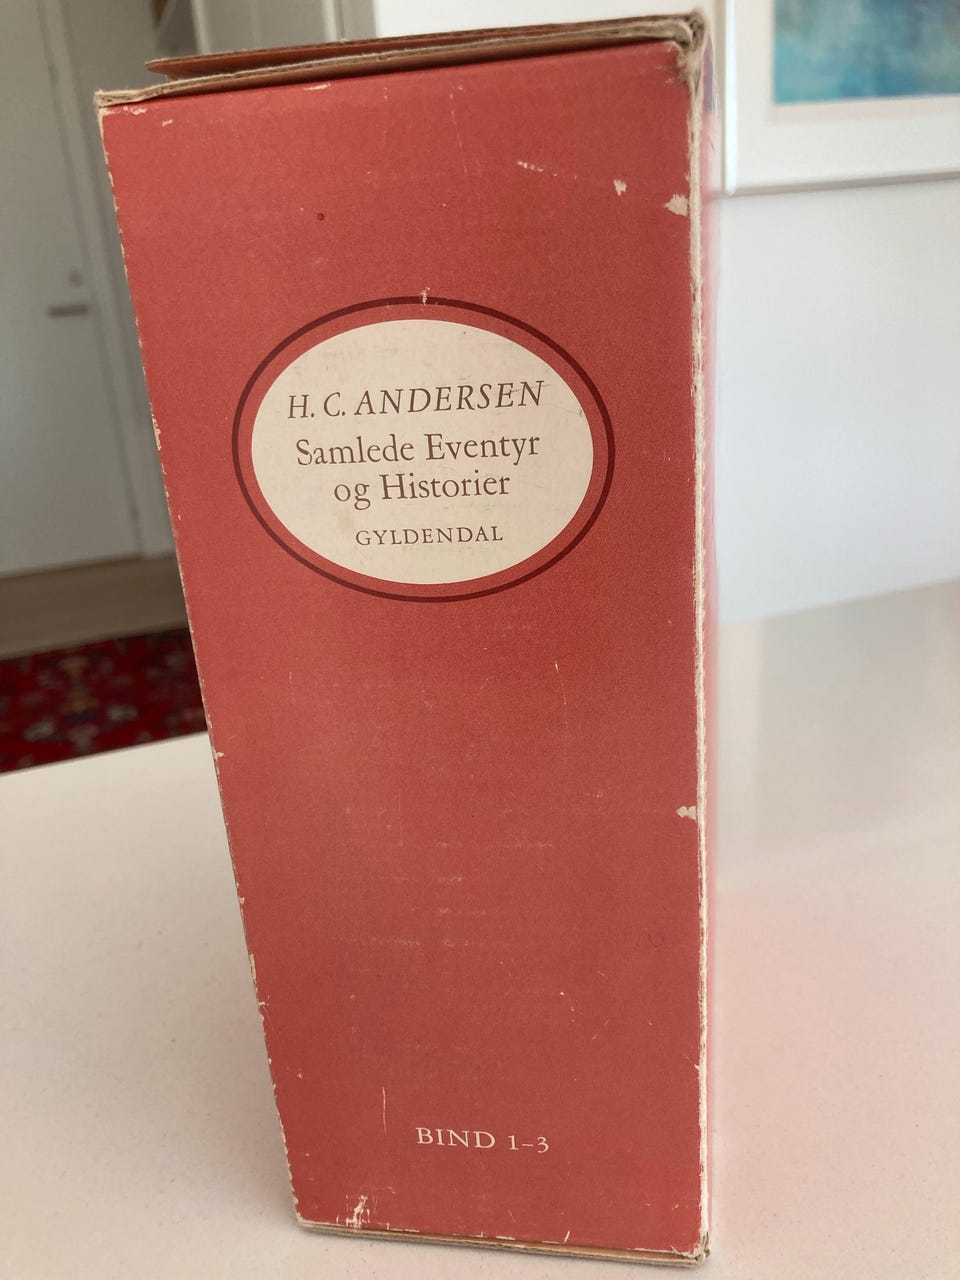 H. C. ANDERSEN
Samlede Eventyr
og Historier
GYLDENDAL
BIND 1–3